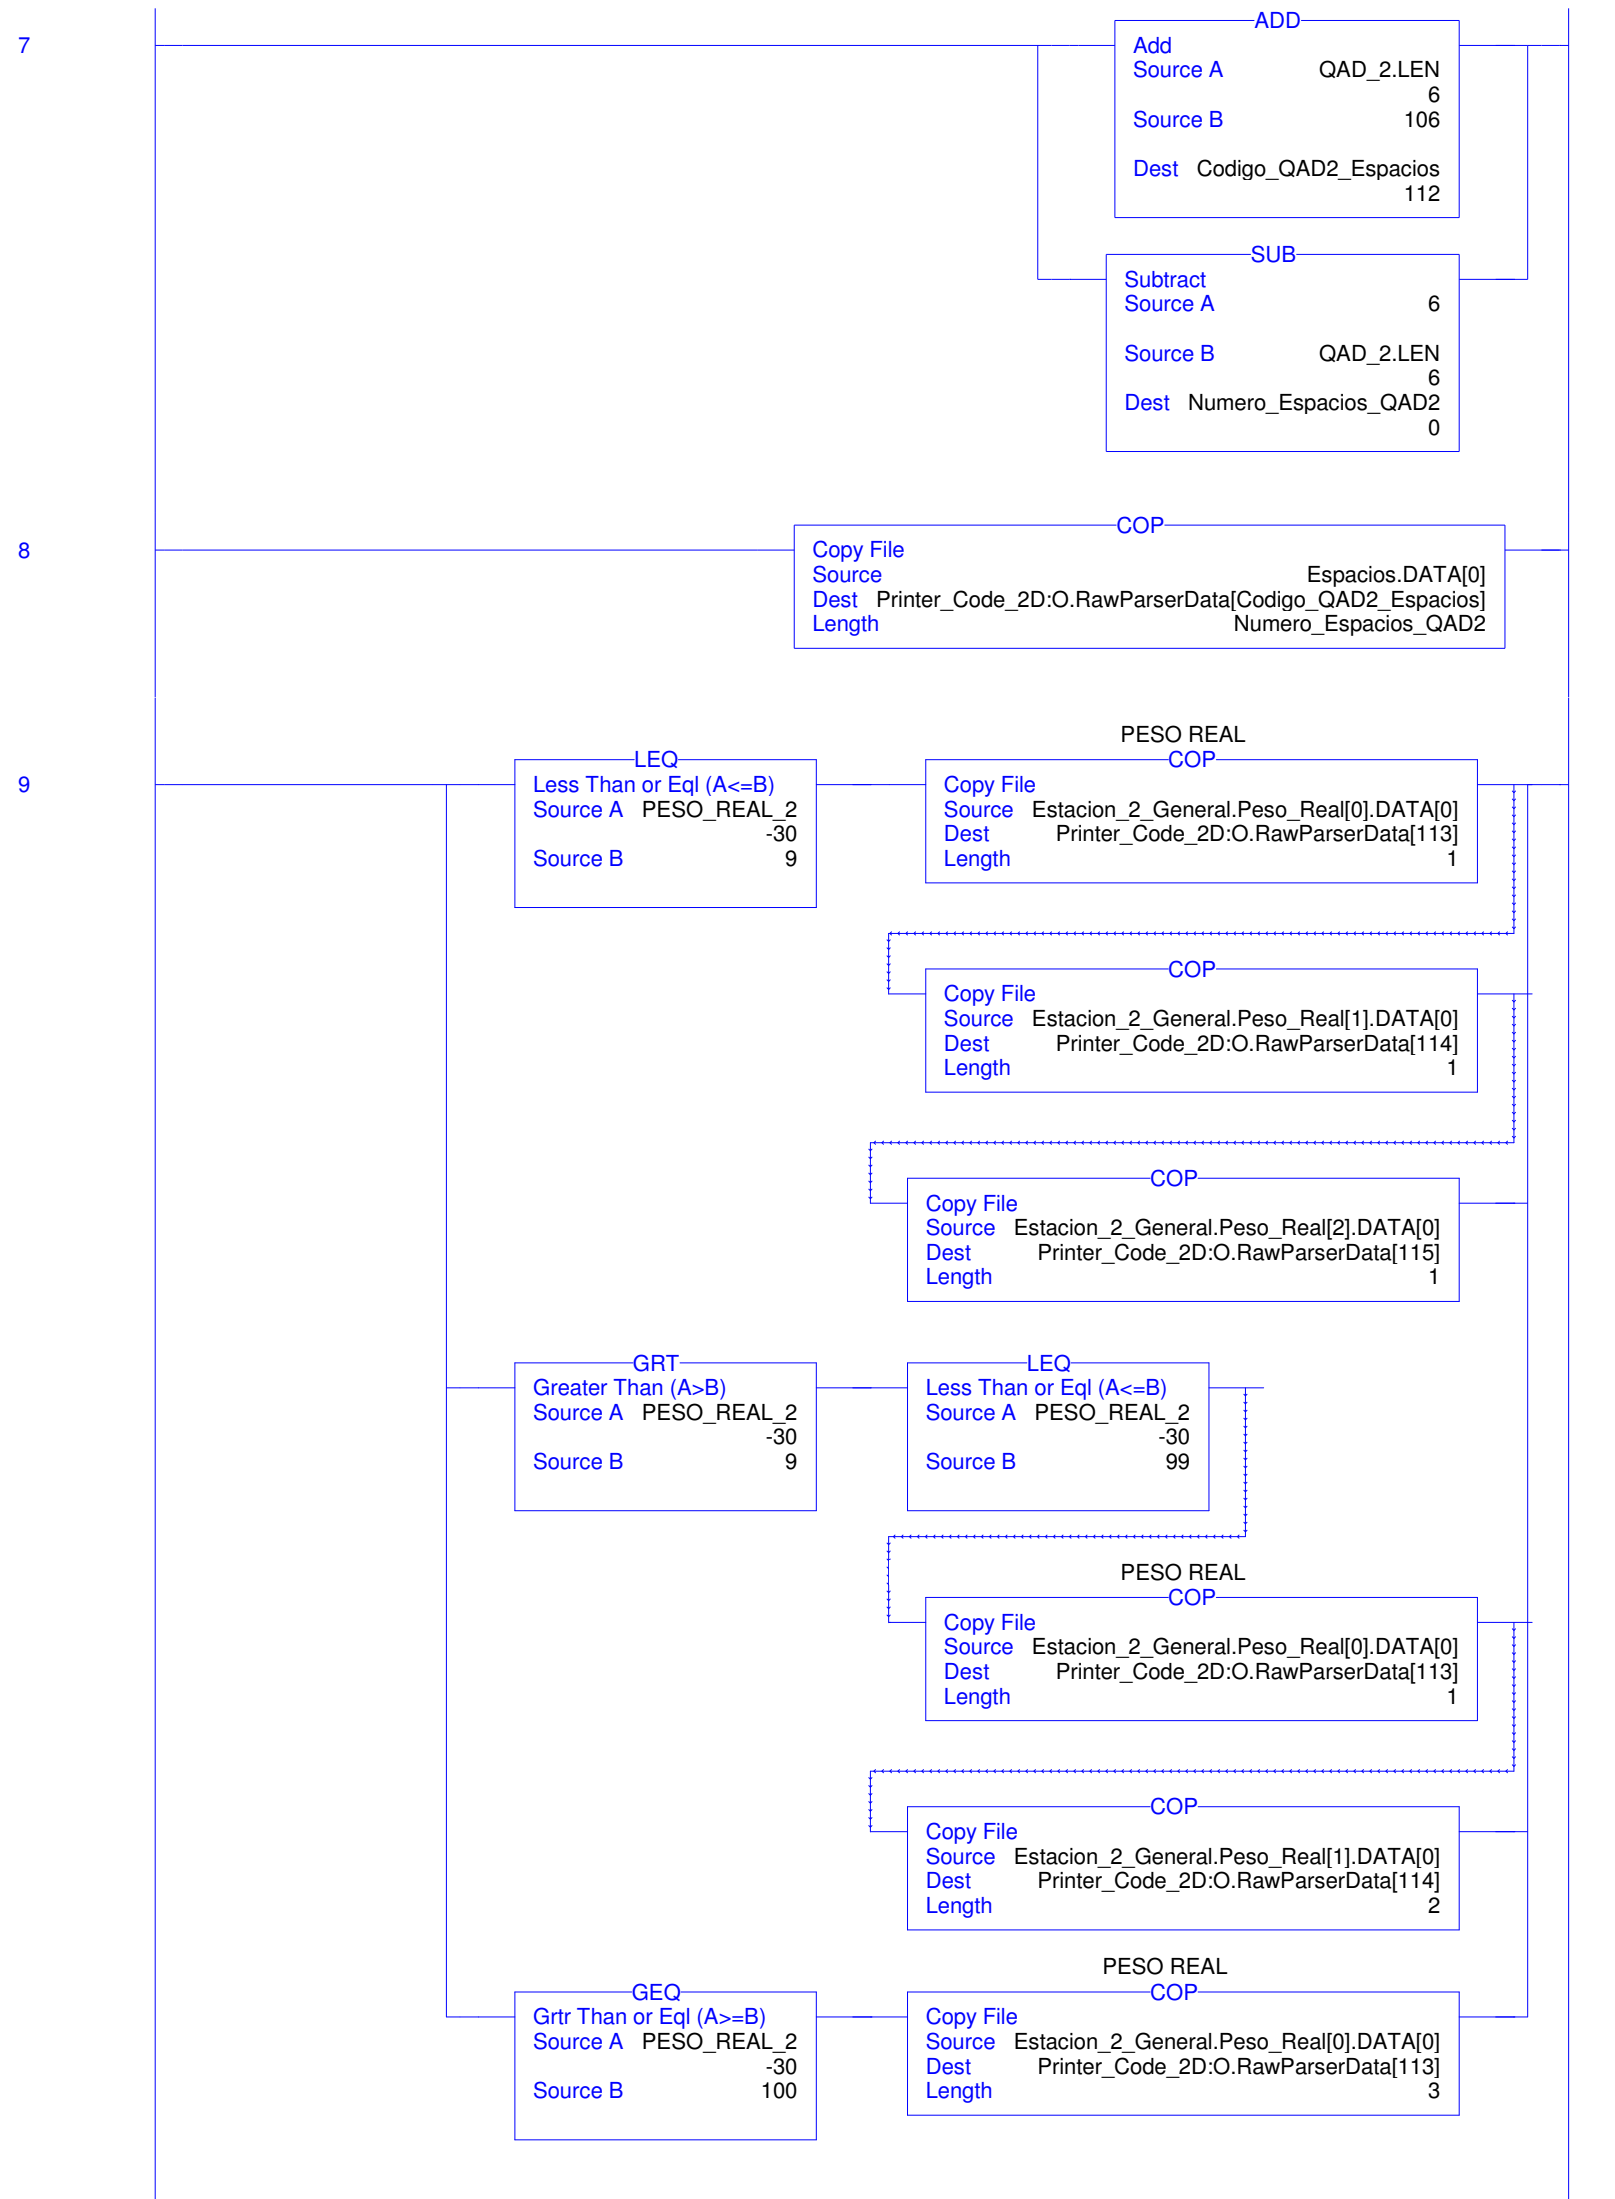 7
ADD
Add
Source A QAD_2.LEN
6
Source B 106
Dest Codigo_QAD2_Espacios
112
SUB
Subtract
Source A 6
Source B QAD_2.LEN
6
Dest Numero_Espacios_QAD2
0
8
COP
Copy File
Source Espacios.DATA[0]
Dest Printer_Code_2D:O.RawParserData[Codigo_QAD2_Espacios]
Length Numero_Espacios_QAD2
9
LEQ
Less Than or Eql (A<=B)
Source A PESO_REAL_2
-30
Source B 9
PESO REAL
COP
Copy File
Source Estacion_2_General.Peso_Real[0].DATA[0]
Dest Printer_Code_2D:O.RawParserData[113]
Length 1
COP
Copy File
Source Estacion_2_General.Peso_Real[1].DATA[0]
Dest Printer_Code_2D:O.RawParserData[114]
Length 1
COP
Copy File
Source Estacion_2_General.Peso_Real[2].DATA[0]
Dest Printer_Code_2D:O.RawParserData[115]
Length 1
GRT
Greater Than (A>B)
Source A PESO_REAL_2
-30
Source B 9
LEQ
Less Than or Eql (A<=B)
Source A PESO_REAL_2
-30
Source B 99
PESO REAL
COP
Copy File
Source Estacion_2_General.Peso_Real[0].DATA[0]
Dest Printer_Code_2D:O.RawParserData[113]
Length 1
COP
Copy File
Source Estacion_2_General.Peso_Real[1].DATA[0]
Dest Printer_Code_2D:O.RawParserData[114]
Length 2
GEQ
Grtr Than or Eql (A>=B)
Source A PESO_REAL_2
-30
Source B 100
PESO REAL
COP
Copy File
Source Estacion_2_General.Peso_Real[0].DATA[0]
Dest Printer_Code_2D:O.RawParserData[113]
Length 3